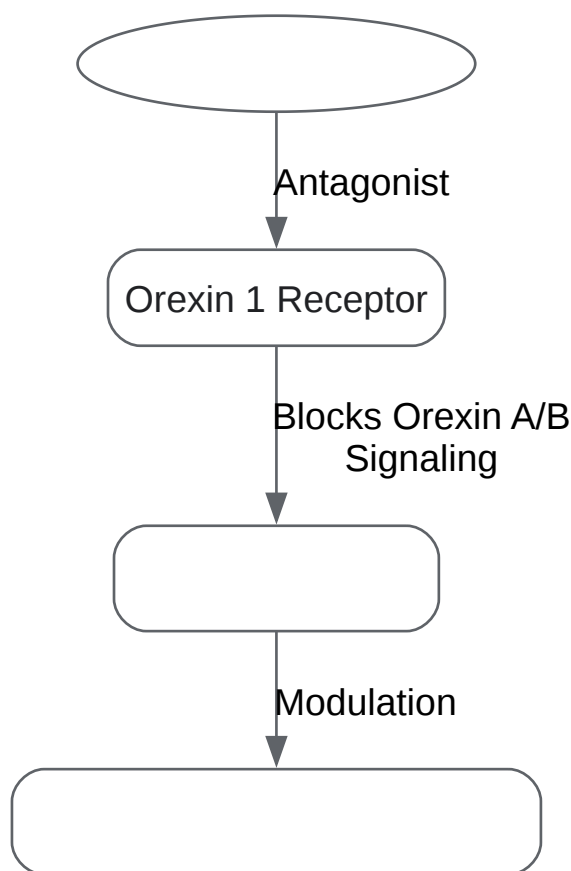 Antagonist
Orexin 1 Receptor
Blocks Orexin A/B
Signaling
Modulation